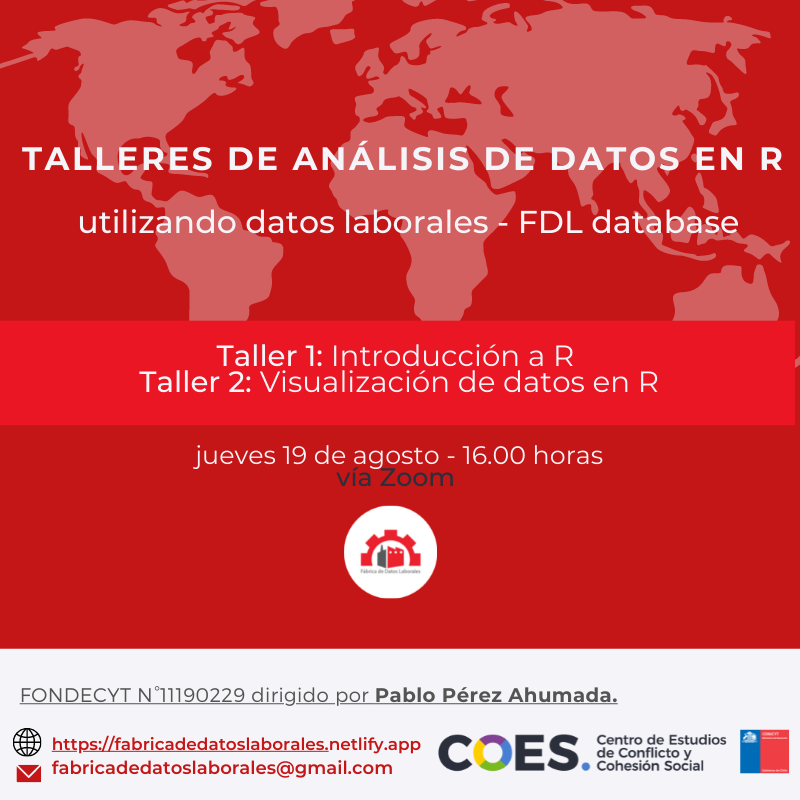 TALLERES DE ANÁLISIS DE DATOS EN R
utilizando datos laborales - FDL database
Taller 1: Introducción a R
Taller 2: Visualización de datos en R
jueves 19 de agosto - 16.00 horas
vía Zoom
Fábrica de Datos Laborales
FONDECYT N°11190229 dirigido por Pablo Pérez Ahumada.
https://fabricadedatoslaborales.netlify.app
fabricadedatoslaborales@gmail.com
COES.
Centro de Estudios
de Conflicto y
Cohesión Social
FONDECYT